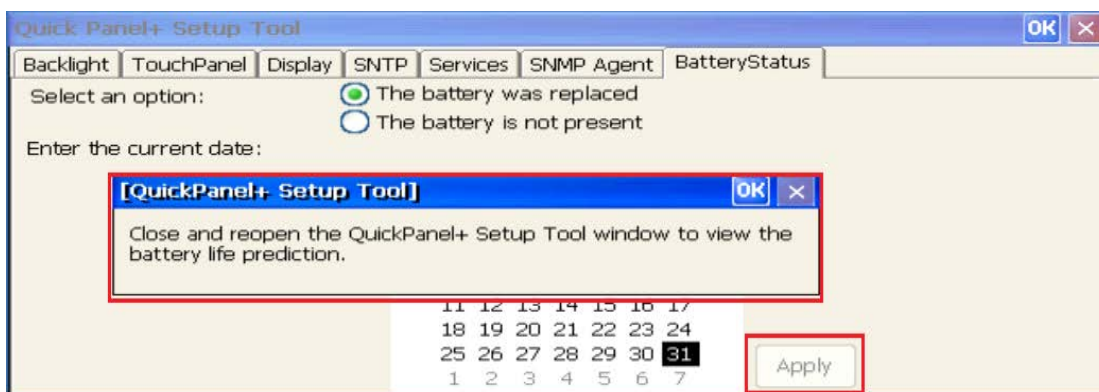 Quick Panel+ Setup Tool OK ×
Backlight TouchPanel Display SNTP Services SNMP Agent BatteryStatus
Select an option: The battery was replaced
The battery is not present
Enter the current date:
[QuickPanel+ Setup Tool] OK ×
Close and reopen the QuickPanel+ Setup Tool window to view the
battery life prediction.
11 12 13 14 15 16 17
18 19 20 21 22 23 24
25 26 27 28 29 30 31
1 2 3 4 5 6 7
Apply